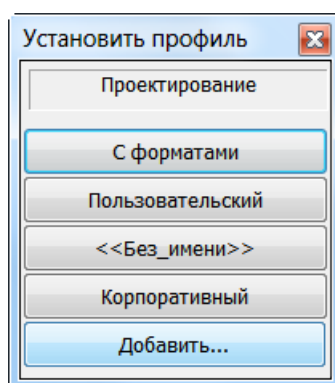 Установить профиль
Проектирование
С форматами
Пользовательский
<<Без_имени>>
Корпоративный
Добавить...